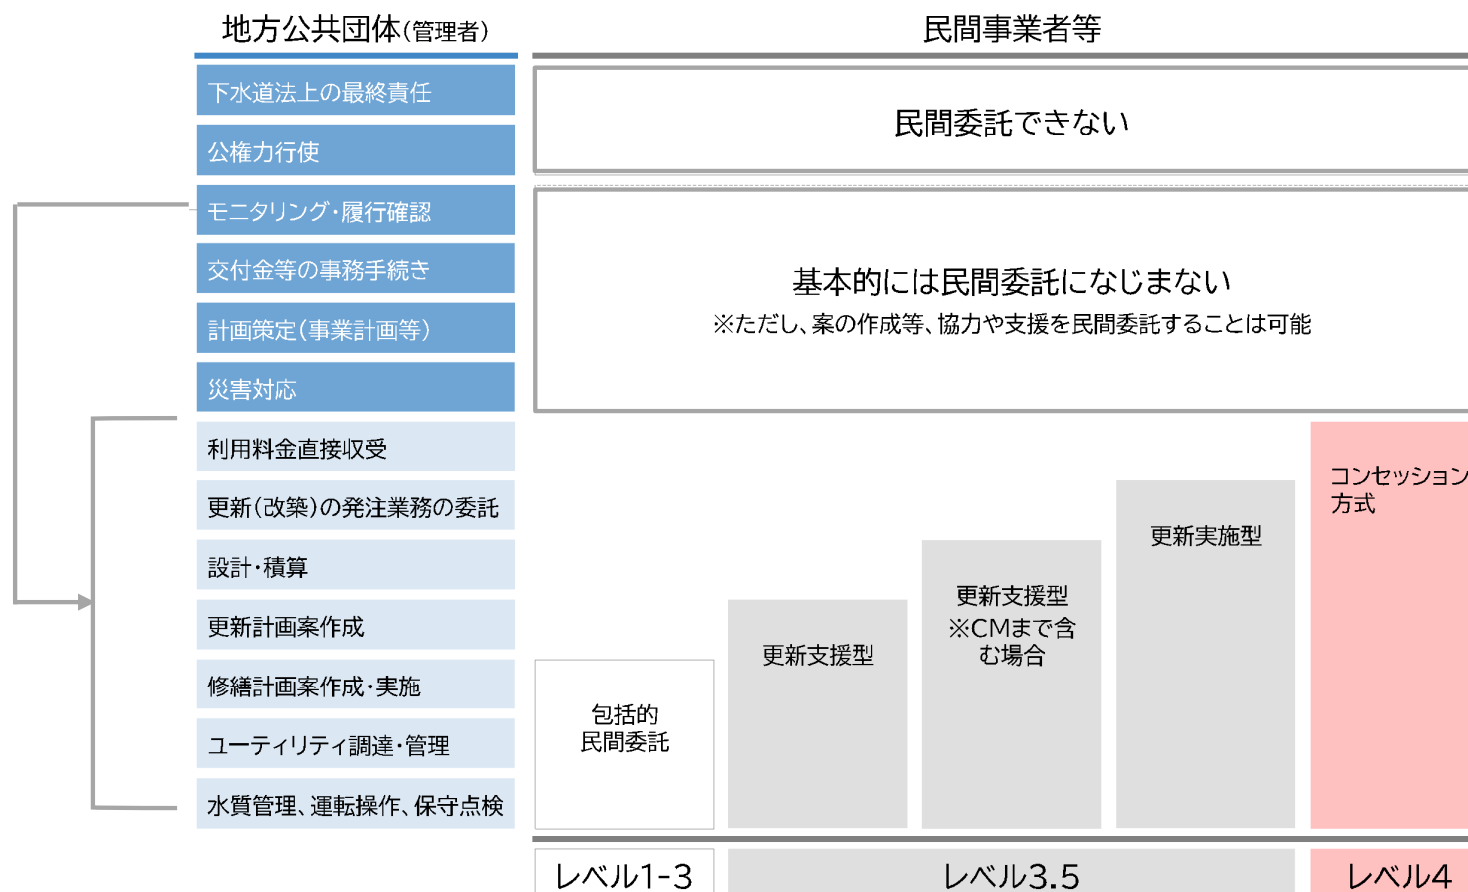 地方公共団体(管理者)
民間事業者等
下水道法上の最終責任
公権力行使
民間委託できない
モニタリング・履行確認
交付金等の事務手続き
計画策定(事業計画等)
災害対応
基本的には民間委託になじまない
※ただし、案の作成等、協力や支援を民間委託することは可能
利用料金直接収受
更新(改築)の発注業務の委託
設計・積算
更新計画案作成
修繕計画案作成・実施
ユーティリティ調達・管理
水質管理、運転操作、保守点検
包括的
民間委託
更新支援型
更新支援型
※CMまで含
む場合
更新実施型
コンセッション
方式
レベル1-3
レベル3.5
レベル4